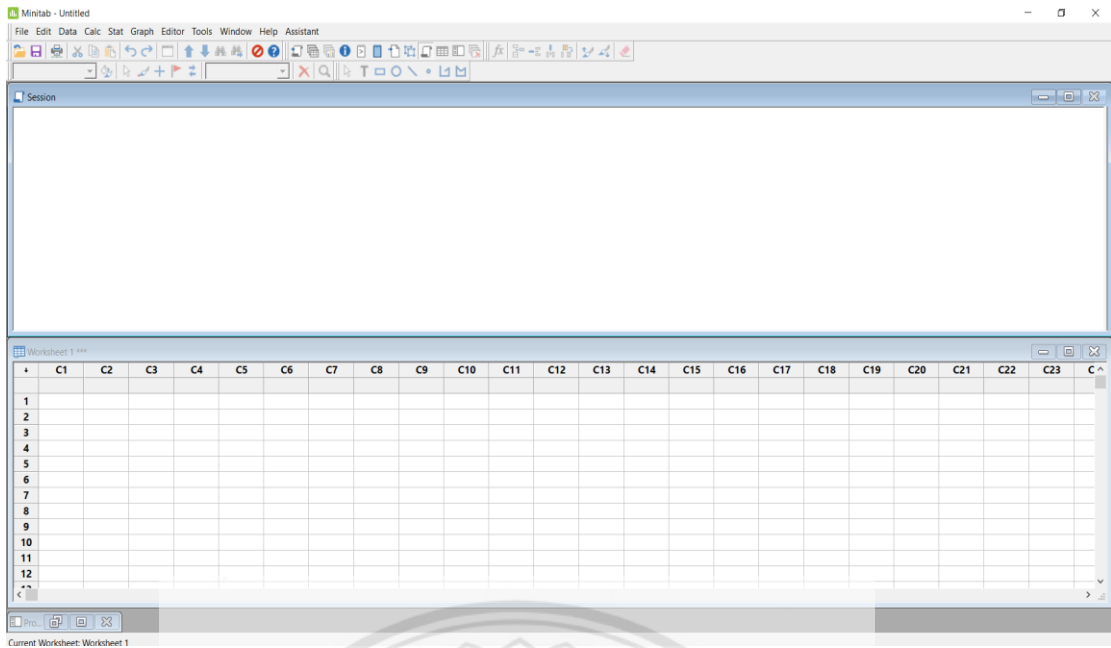 Minitab - Untitled
File Edit Data Calc Stat Graph Editor Tools Window Help Assistant
Session
Worksheet 1 ***
C1 C2 C3 C4 C5 C6 C7 C8 C9 C10 C11 C12 C13 C14 C15 C16 C17 C18 C19 C20 C21 C22 C23 C
1
2
3
4
5
6
7
8
9
10
11
12
Pro...
Current Worksheet: Worksheet 1